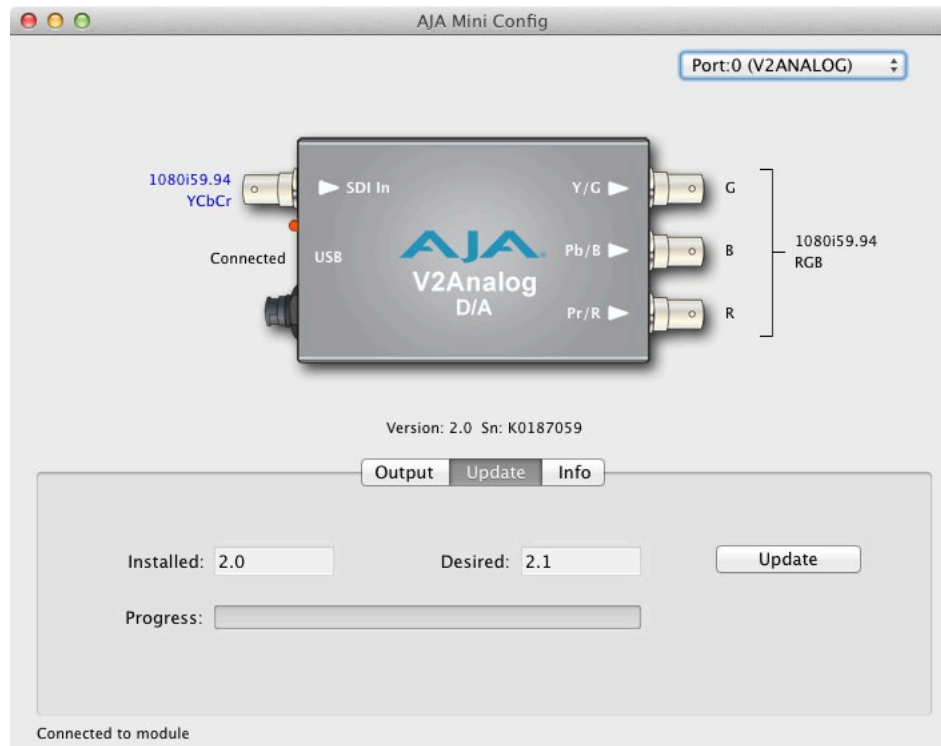 AJA Mini Config
Port:0 (V2ANALOG)
1080i59.94
YCbCr
SDI In
Y/G
G
Connected
USB
AJA
Pb/B
B
1080i59.94
RGB
V2Analog
D/A
Pr/R
R
Version: 2.0 Sn: K0187059
Output
Update
Info
Installed: 2.0
Desired: 2.1
Update
Progress:
Connected to module